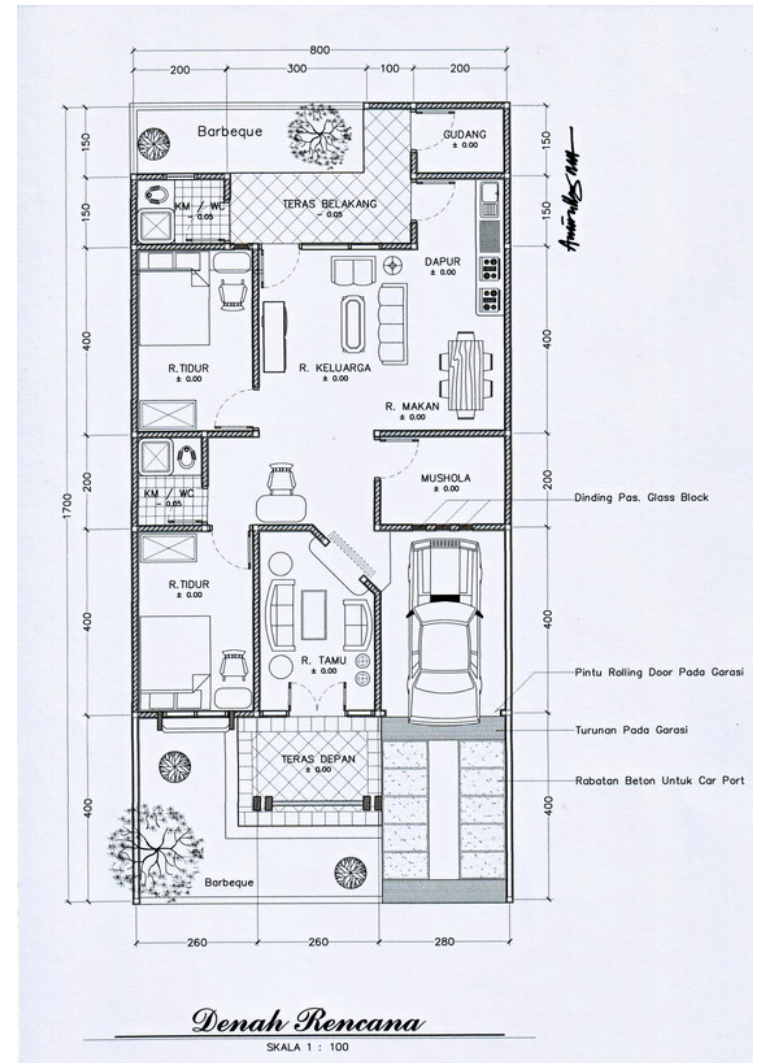 800
200 300 100 200
Barbeque
GUDANG
± 0.00
150
150
KM / WC
- 0.05
TERAS BELAKANG
- 0.05
150
150
DAPUR
± 0.00
R.TIDUR
± 0.00
R. KELUARGA
± 0.00
400
400
R. MAKAN
± 0.00
KM / WC
- 0.05
MUSHOLA
± 0.00
200
200
1700
Dinding Pas. Glass Block
R.TIDUR
± 0.00
400
400
R. TAMU
± 0.00
Pintu Rolling Door Pada Garasi
Turunan Pada Garasi
TERAS DEPAN
± 0.00
Rabatan Beton Untuk Car Port
400
400
Barbeque
260 260 280
Denah Rencana
SKALA 1 : 100